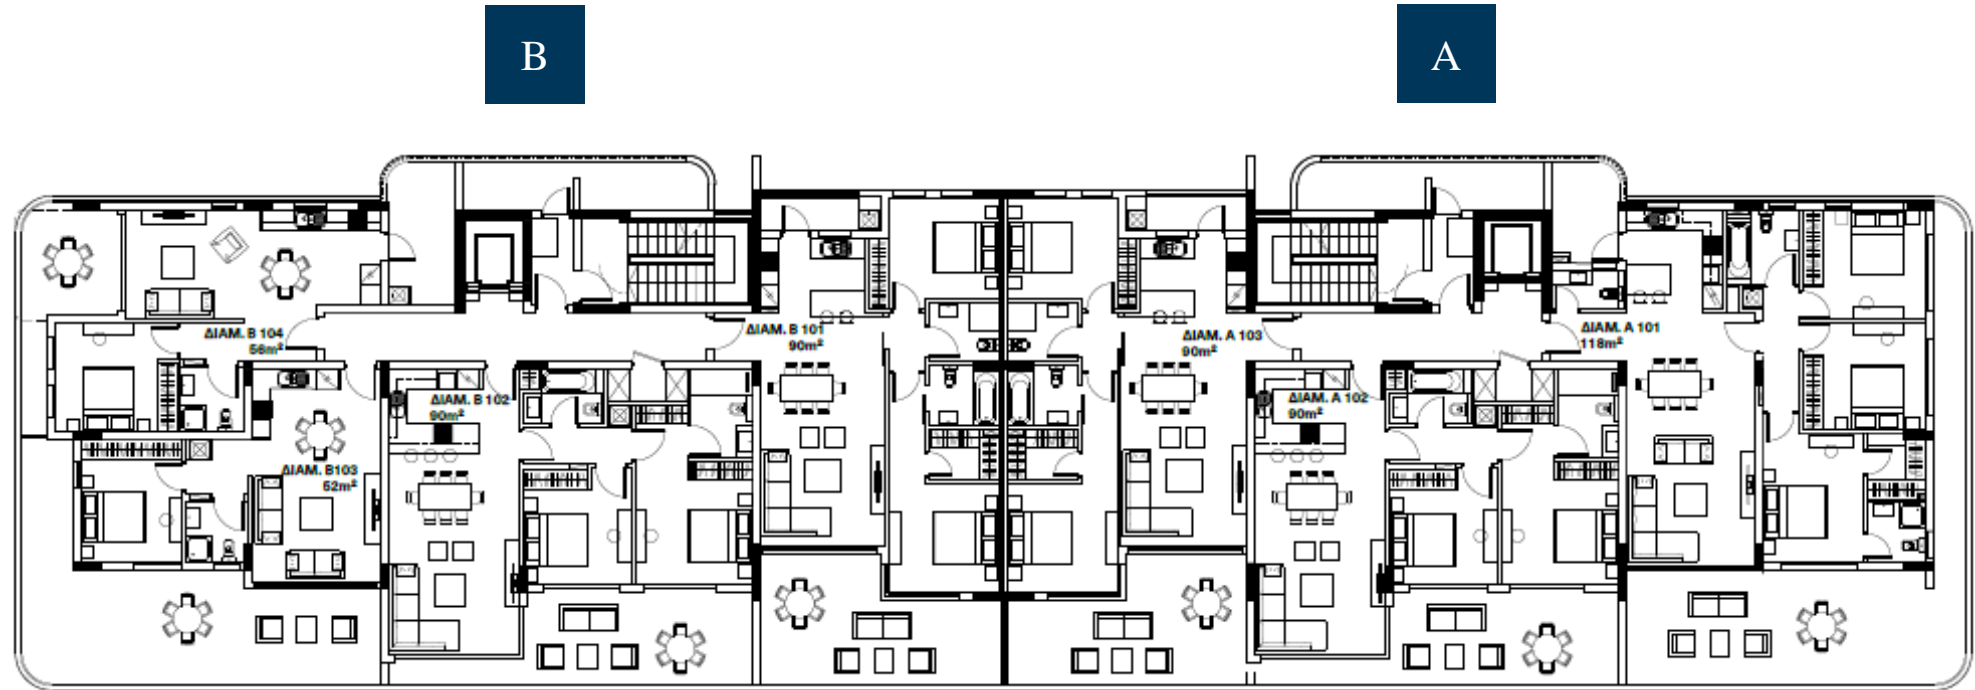 B
A
ΔΙΑΜ. B 104
56m²
ΔΙΑΜ. B103
52m²
ΔΙΑΜ. B 102
90m²
ΔΙΑΜ. B 101
90m²
ΔΙΑΜ. A 103
90m²
ΔΙΑΜ. A 102
90m²
ΔΙΑΜ. A 101
118m²